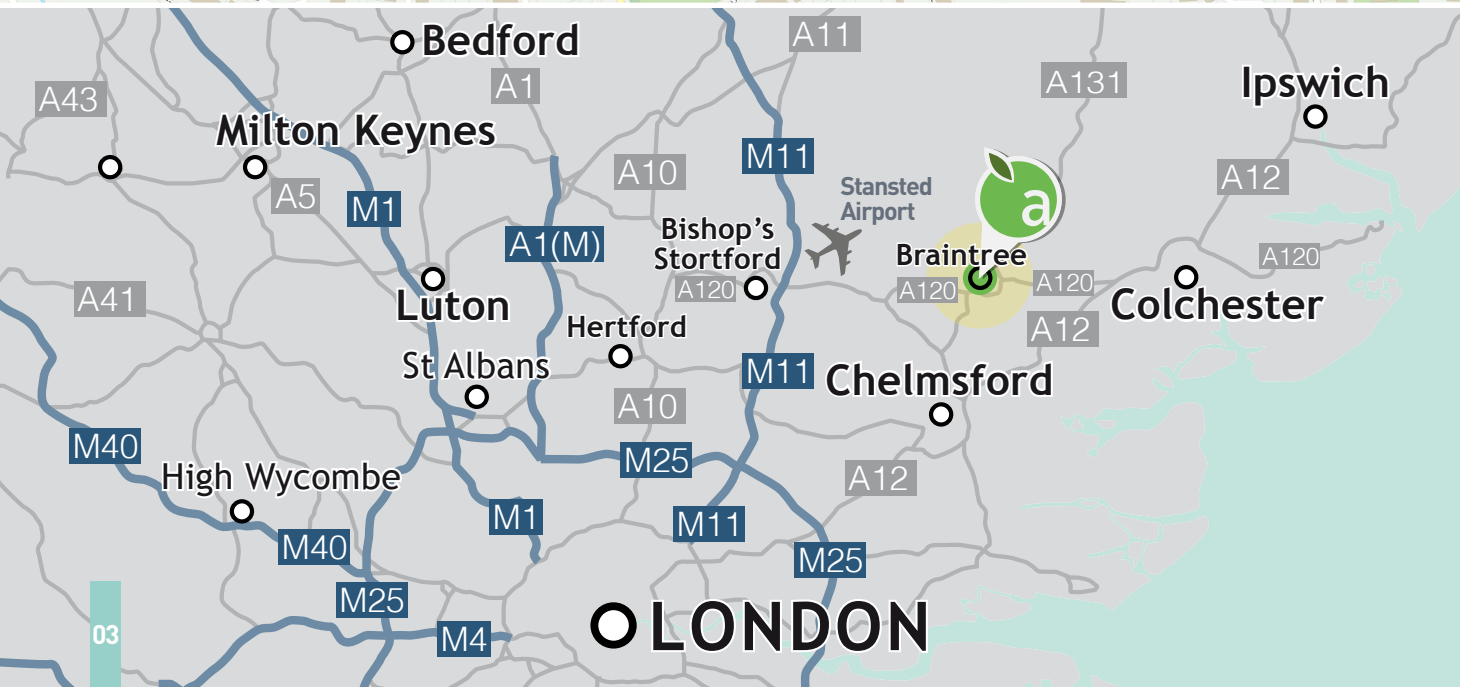 Bedford
A11
A1
A43
A131
Ipswich
Milton Keynes
M11
A10
A12
A5
M1
Stansted
Airport
a
Bishop's
Stortford
A1(M)
Braintree
A120
A120
A120
A120
A41
Luton
Colchester
Hertford
A12
St Albans
M11
Chelmsford
A10
M40
M25
High Wycombe
A12
M1
M11
M40
M25
M25
03
M4
LONDON